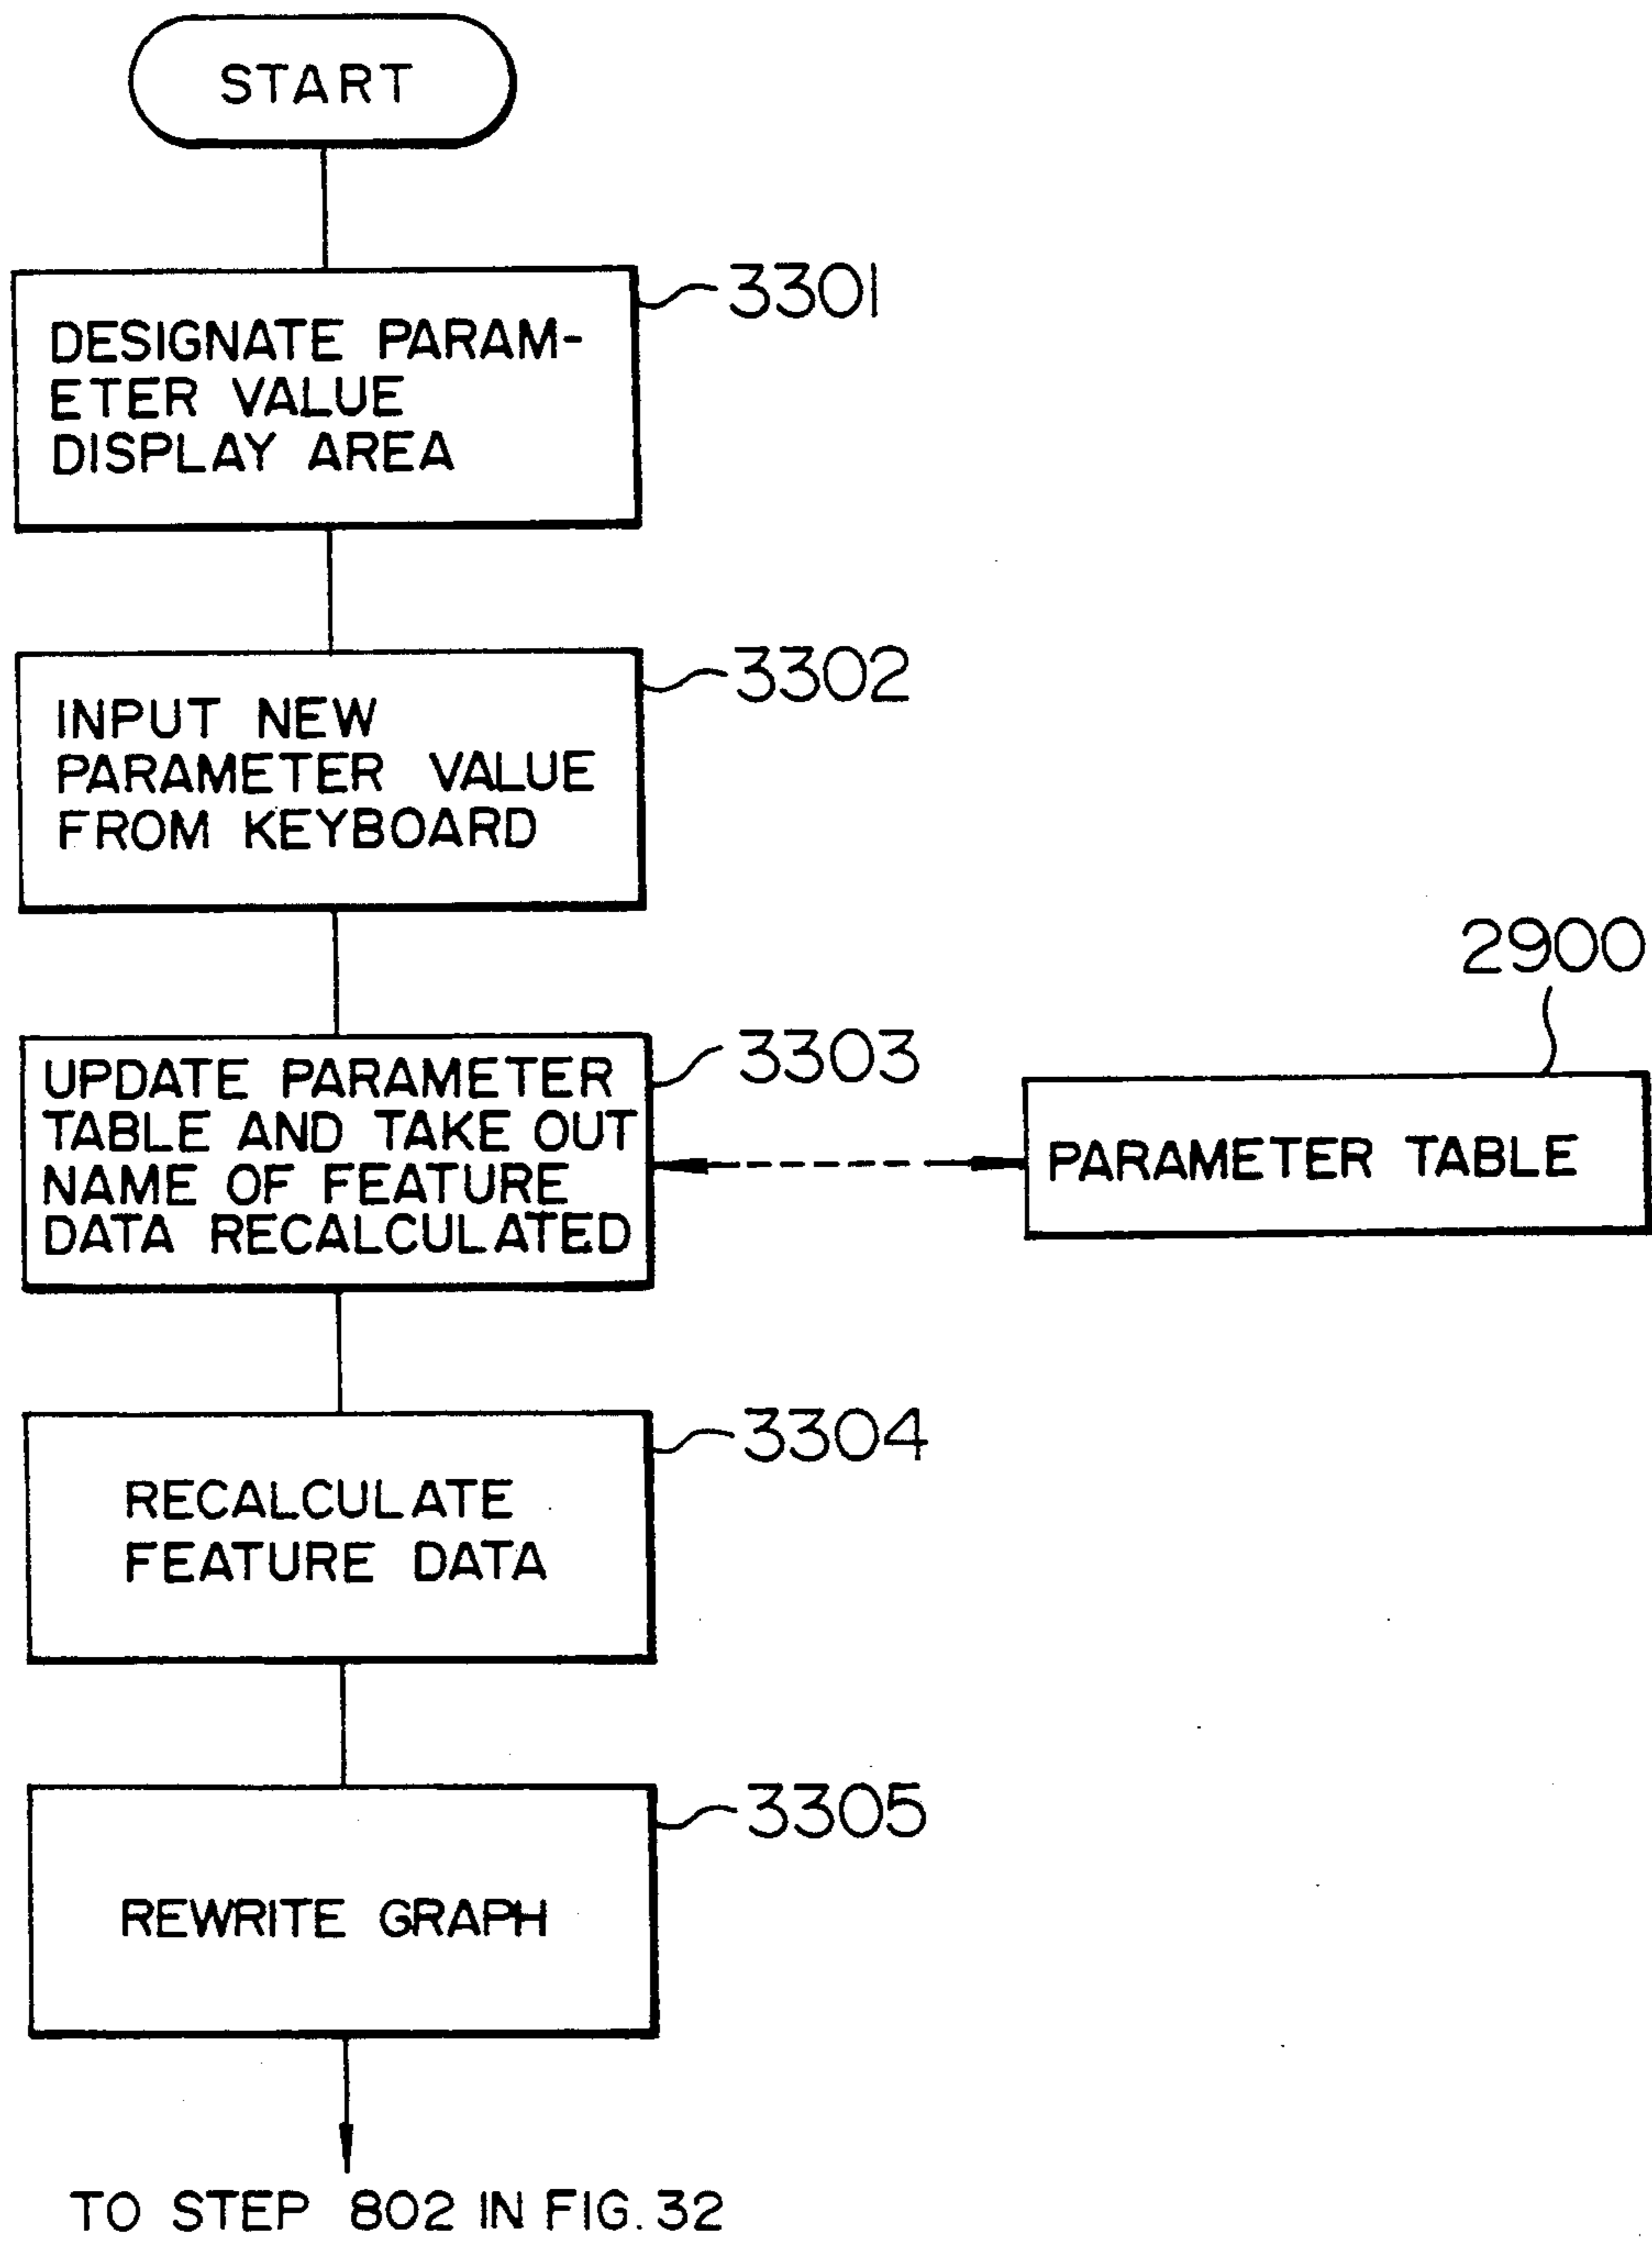 START
3301
DESIGNATE PARAM-
ETER VALUE
DISPLAY AREA
3302
INPUT NEW
PARAMETER VALUE
FROM KEYBOARD
2900
3303
UPDATE PARAMETER
TABLE AND TAKE OUT
NAME OF FEATURE
DATA RECALCULATED
PARAMETER TABLE
3304
RECALCULATE
FEATURE DATA
3305
REWRITE GRAPH
TO STEP 802 IN FIG. 32